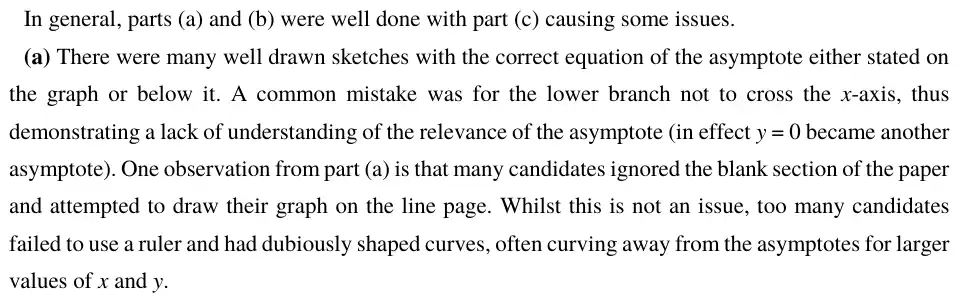 In general, parts (a) and (b) were well done with part (c) causing some issues.
(a) There were many well drawn sketches with the correct equation of the asymptote either stated on
the graph or below it. A common mistake was for the lower branch not to cross the x-axis, thus
demonstrating a lack of understanding of the relevance of the asymptote (in effect y = 0 became another
asymptote). One observation from part (a) is that many candidates ignored the blank section of the paper
and attempted to draw their graph on the line page. Whilst this is not an issue, too many candidates
failed to use a ruler and had dubiously shaped curves, often curving away from the asymptotes for larger
values of x and y.